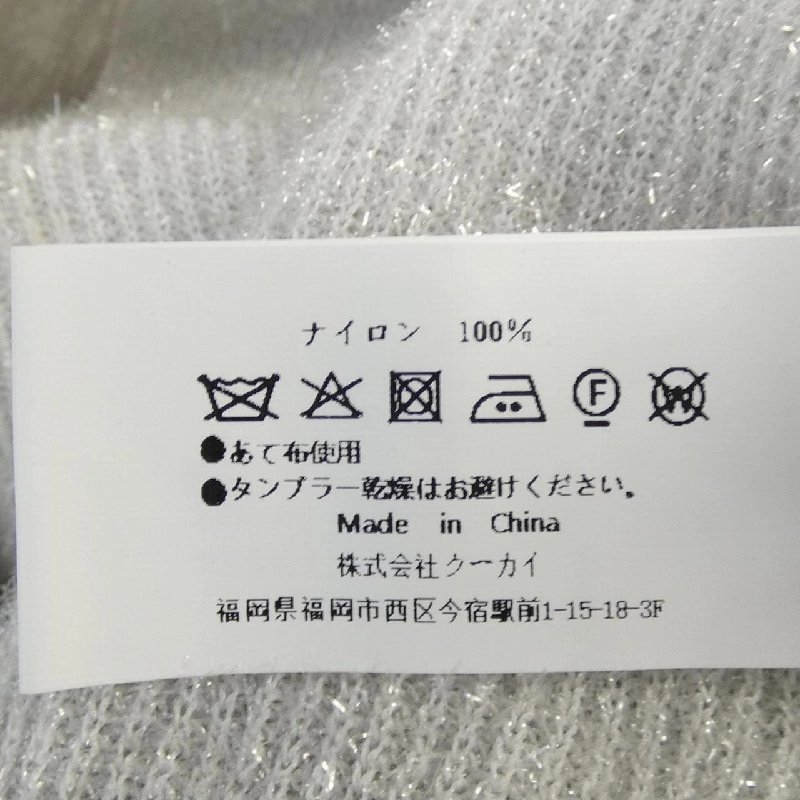 ナイロン 100%
F W
●あて布使用
●タンブラー乾燥はお避けください。
Made in China
株式会社クーカイ
福岡県福岡市西区今宿駅前1-15-18-3F